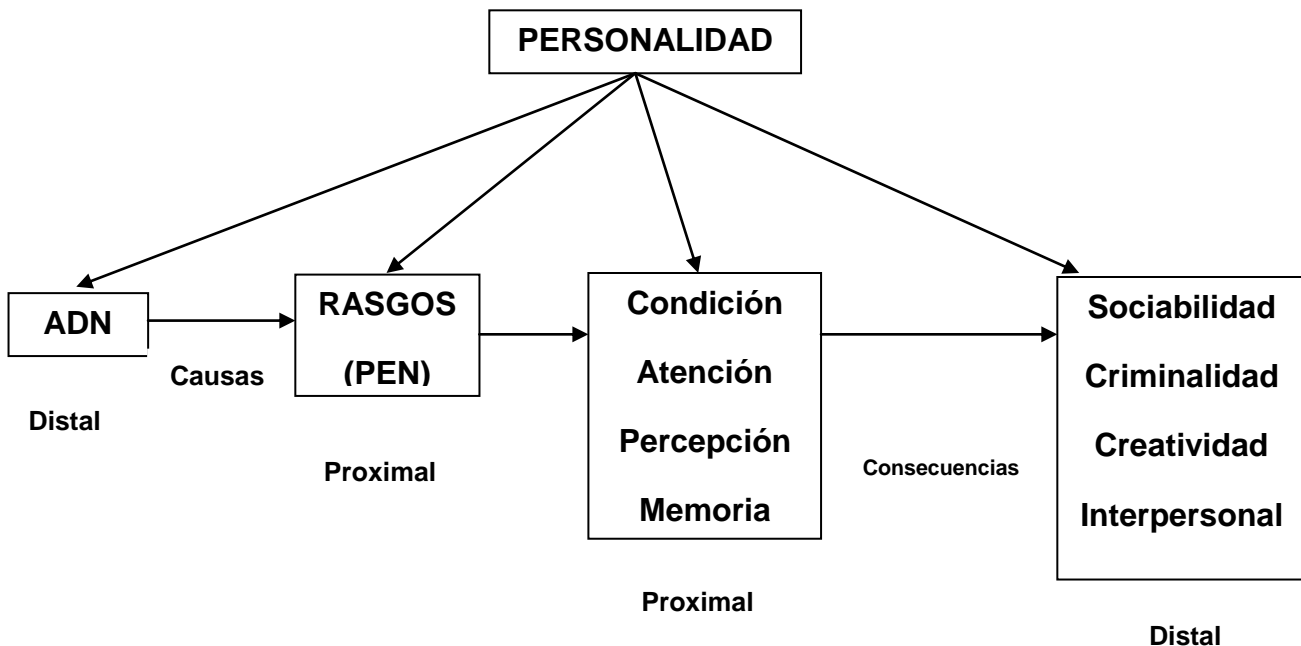 PERSONALIDAD
ADN
Causas
Distal
RASGOS
(PEN)
Proximal
Condición
Atención
Percepción
Memoria
Proximal
Consecuencias
Sociabilidad
Criminalidad
Creatividad
Interpersonal
Distal